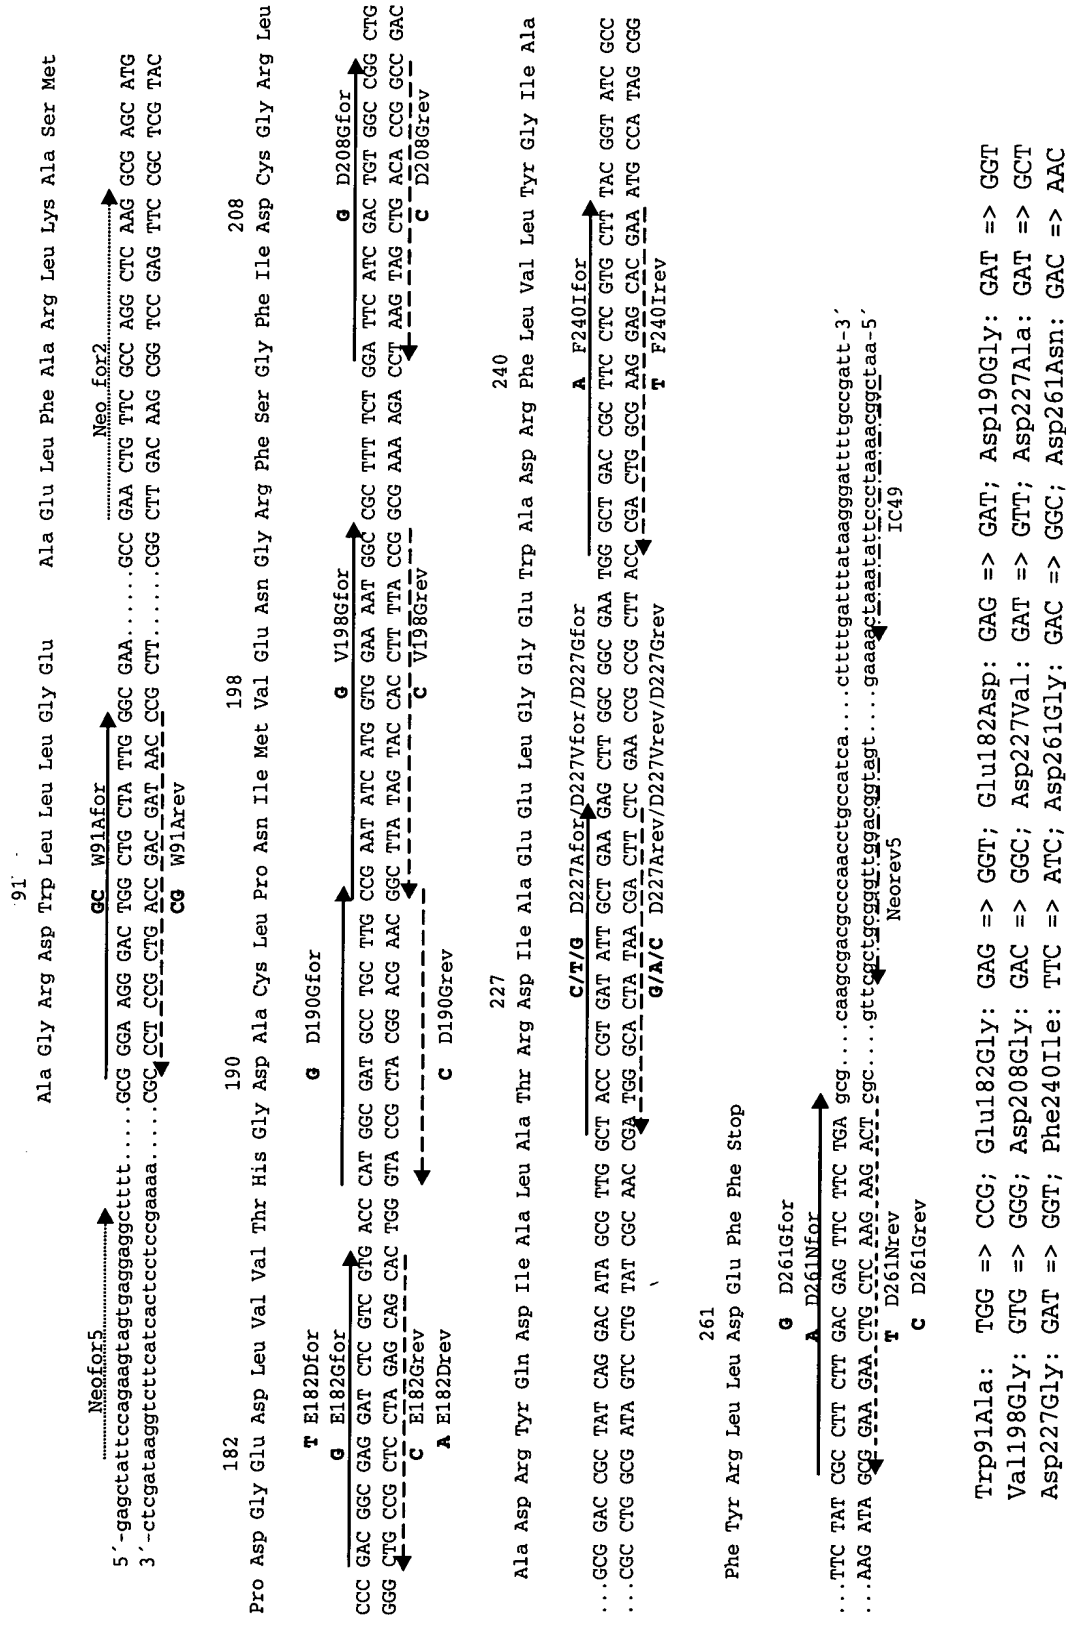 91
Ala Gly Arg Asp Trp Leu Leu Leu Gly Glu Ala Glu Leu Phe Ala Arg Leu Lys Ala Ser Met
Neofor5 GC W91Afor Neo for2
5´-gagctattccagaagtagtgaggaggctttt.....GCG GGA AGG GAC TGG CTG CTA TTG GGC GAA......GCC GAA CTG TTC GCC AGG CTC AAG GCG AGC ATG
3´-ctcgataaggtcttcatcactcctccgaaaa.....CGC CCT CCG CTG ACC GAC GAT AAC CCG CTT......CGG CTT GAC AAG CGG TCC GAG TTC CGC TCG TAC
CG W91Arev
182 190 198 208
Pro Asp Gly Glu Asp Leu Val Val Thr His Gly Asp Ala Cys Leu Pro Asn Ile Met Val Glu Asn Gly Arg Phe Ser Gly Phe Ile Asp Cys Gly Arg Leu
T E182Dfor
G E182Gfor G D190Gfor G V198Gfor G D208Gfor
CCC GAC GGC GAG GAT CTC GTC GTG ACC CAT GGC GAT GCC TGC TTG CCG AAT ATC ATG GTG GAA AAT GGC CGC TTT TCT GGA TTC ATC GAC TGT GGC CGG CTG
GGG CTG CCG CTC CTA GAG CAG CAC TGG GTA CCG CTA CGG ACG AAC GGC TTA TAG TAC CAC CTT TTA CCG GCG AAA AGA CCT AAG TAG CTG ACA CCG GCC GAC
C E182Grev C D190Grev C V198Grev C D208Grev
A E182Drev
227 240
Ala Asp Arg Tyr Gln Asp Ile Ala Leu Ala Thr Arg Asp Ile Ala Glu Glu Leu Gly Gly Glu Trp Ala Asp Arg Phe Leu Val Leu Tyr Gly Ile Ala
C/T/G D227Afor/D227Vfor/D227Gfor A F240Ifor
...GCG GAC CGC TAT CAG GAC ATA GCG TTG GCT ACC CGT GAT ATT GCT GAA GAG CTT GGC GGC GAA TGG GCT GAC CGC TTC CTC GTG CTT TAC GGT ATC GCC
...CGC CTG GCG ATA GTC CTG TAT CGC AAC CGA TGG GCA CTA TAA CGA CTT CTC GAA CCG CCG CTT ACC CGA CTG GCG AAG GAG CAC GAA ATG CCA TAG CGG
G/A/C D227Arev/D227Vrev/D227Grev T F240Irev
261
Phe Tyr Arg Leu Leu Asp Glu Phe Phe Stop
G D261Gfor
A D261Nfor
...TTC TAT CGC CTT CTT GAC GAG TTC TTC TGA gcg....caagcgacgcccaacctgccatca....cttttgatttataagggattttgccgatt-3´
...AAG ATA GCG GAA GAA CTG CTC AAG AAG ACT cgc....gttcgctgcgggttggacggtagt....gaaaactaaatattccctaaaacggctaa-5´
T D261Nrev Neorev5 IC49
C D261Grev
Trp91Ala: TGG => CCG; Glu182Gly: GAG => GGT; Glu182Asp: GAG => GAT; Asp190Gly: GAT => GGT
Val198Gly: GTG => GGG; Asp208Gly: GAC => GGC; Asp227Val: GAT => GTT; Asp227Ala: GAT => GCT
Asp227Gly: GAT => GGT; Phe240Ile: TTC => ATC; Asp261Gly: GAC => GGC; Asp261Asn: GAC => AAC